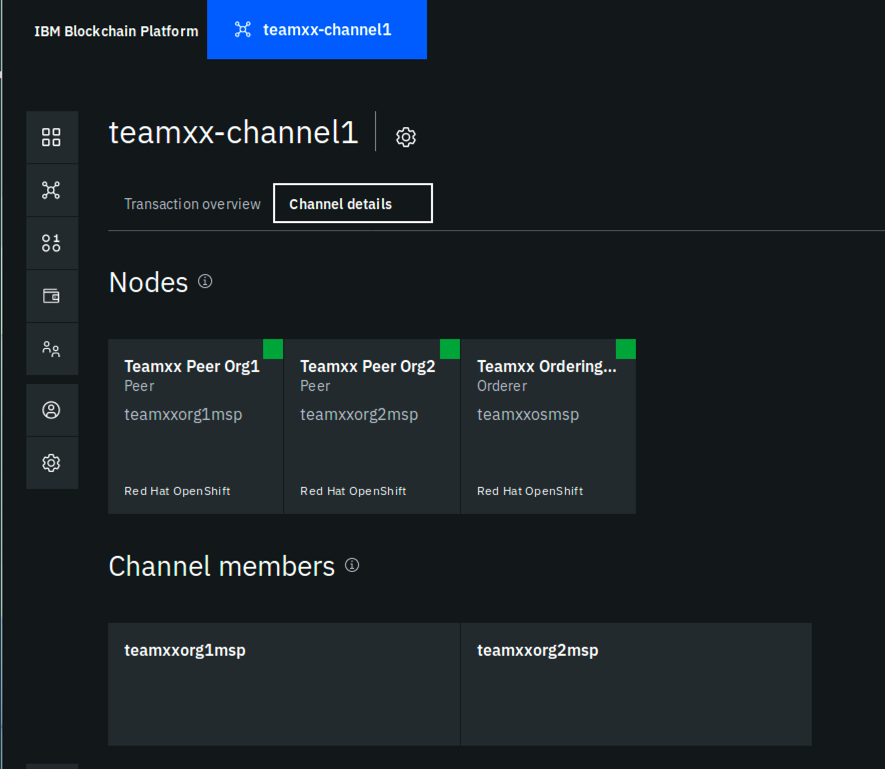 IBM Blockchain Platform
teamxx-channel1
teamxx-channel1
Transaction overview
Channel details
Nodes
Teamxx Peer Org1
Peer
teamxxorg1msp
Red Hat OpenShift
Teamxx Peer Org2
Peer
teamxxorg2msp
Red Hat OpenShift
Teamxx Ordering...
Orderer
teamxxosmsp
Red Hat OpenShift
Channel members
teamxxorg1msp
teamxxorg2msp